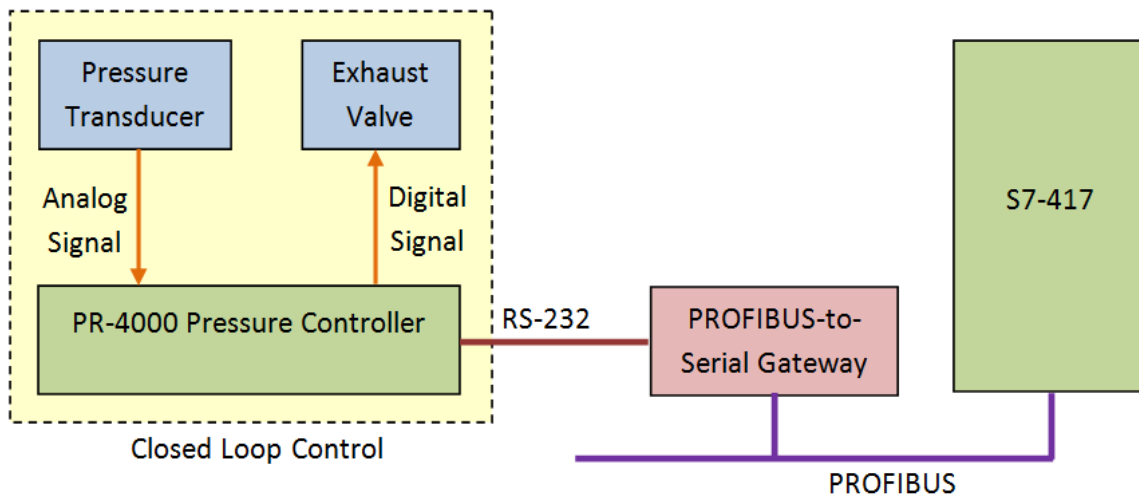 Pressure
Transducer
Exhaust
Valve
S7-417
Analog
Signal
Digital
Signal
PR-4000 Pressure Controller
RS-232
PROFIBUS-to-
Serial Gateway
Closed Loop Control
PROFIBUS